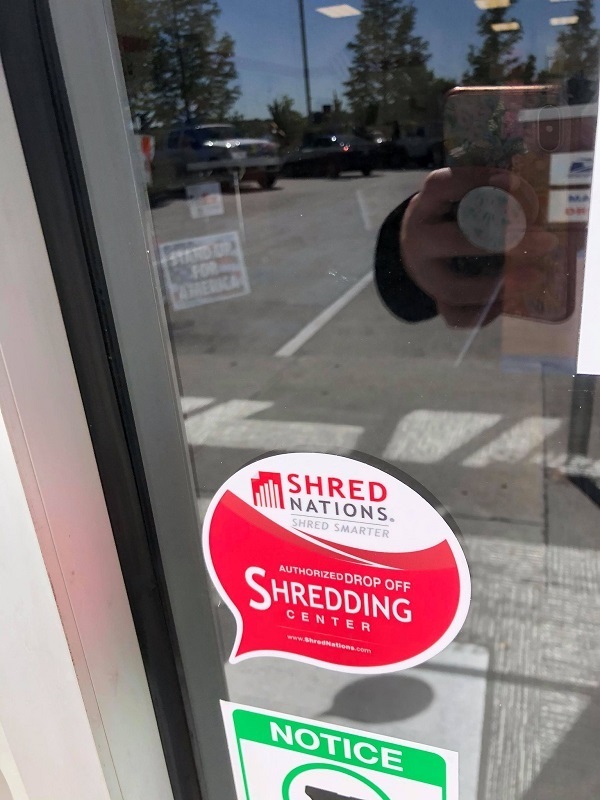 STAND UP
FOR
AMERICA
SHRED
NATIONS®
SHRED SMARTER
AUTHORIZED DROP OFF
SHREDDING
CENTER
www.ShredNations.com
NOTICE